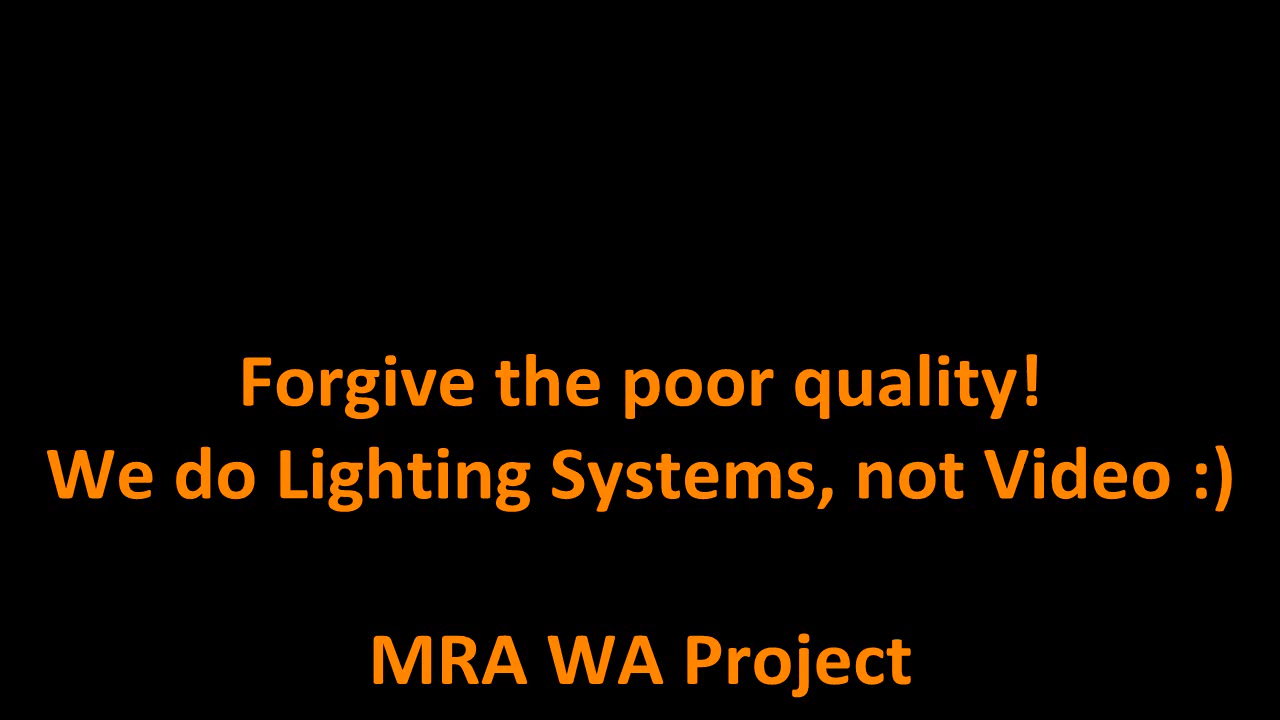 Forgive the poor quality!
We do Lighting Systems, not Video :)
MRA WA Project